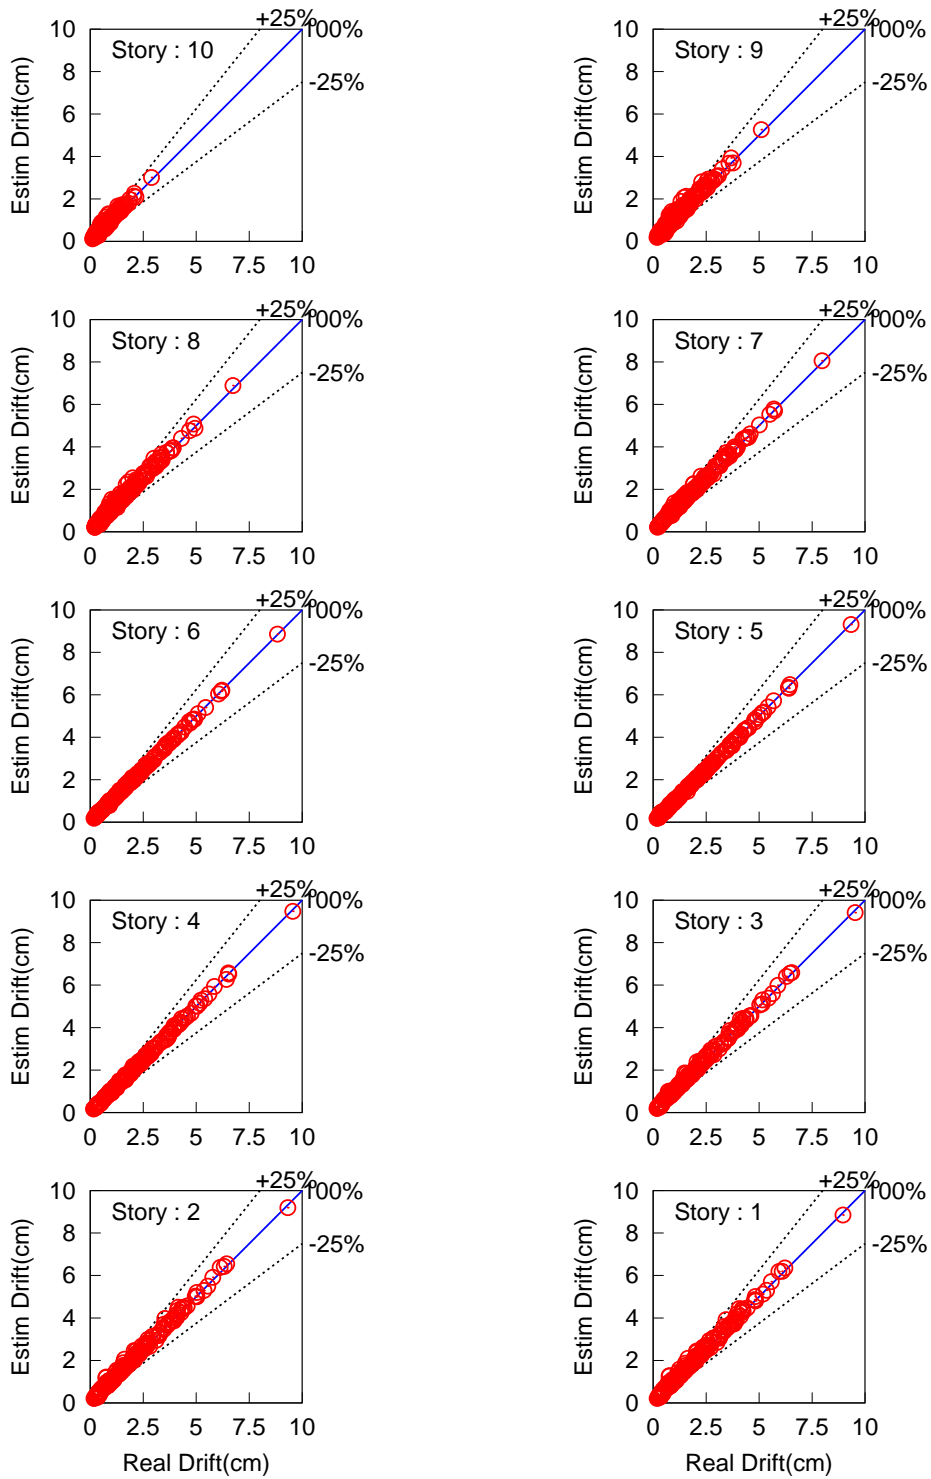 +25%
10
Story : 10
100%
8
-25%
6
4
2
0
Estim Drift(cm)
0 2.5 5 7.5 10
+25%
10
Story : 9
100%
8
-25%
6
4
2
0
Estim Drift(cm)
0 2.5 5 7.5 10
+25%
10
Story : 8
100%
8
-25%
6
4
2
0
Estim Drift(cm)
0 2.5 5 7.5 10
+25%
10
Story : 7
100%
8
-25%
6
4
2
0
Estim Drift(cm)
0 2.5 5 7.5 10
+25%
10
Story : 6
100%
8
-25%
6
4
2
0
Estim Drift(cm)
0 2.5 5 7.5 10
+25%
10
Story : 5
100%
8
-25%
6
4
2
0
Estim Drift(cm)
0 2.5 5 7.5 10
+25%
10
Story : 4
100%
8
-25%
6
4
2
0
Estim Drift(cm)
0 2.5 5 7.5 10
+25%
10
Story : 3
100%
8
-25%
6
4
2
0
Estim Drift(cm)
0 2.5 5 7.5 10
+25%
10
Story : 2
100%
8
-25%
6
4
2
0
Estim Drift(cm)
0 2.5 5 7.5 10
Real Drift(cm)
+25%
10
Story : 1
100%
8
-25%
6
4
2
0
Estim Drift(cm)
0 2.5 5 7.5 10
Real Drift(cm)